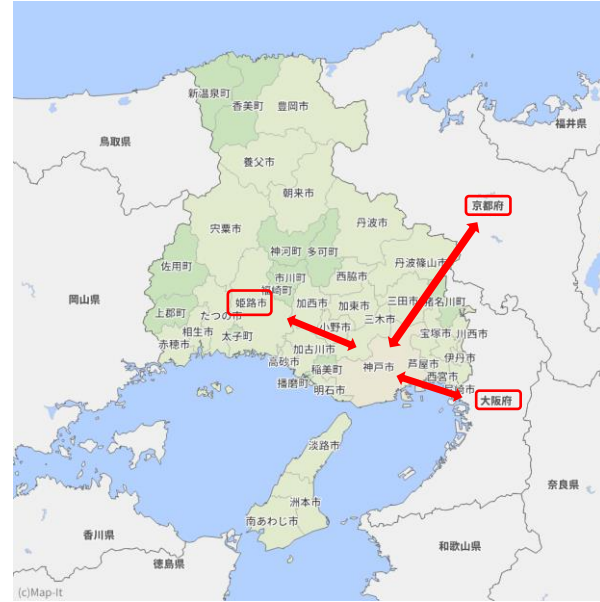 新温泉町
香美町
豊岡市
鳥取県
福井県
養父市
朝来市
京都府
宍粟市
丹波市
神河町
多可町
丹波篠山市
佐用町
市川町
西脇市
福崎町
岡山県
姫路市
加西市
加東市
三田市
猪名川町
上郡町
たつの市
小野市
三木市
相生市
太子町
宝塚市
川西市
赤穂市
加古川市
高砂市
稲美町
神戸市
芦屋市
伊丹市
西宮市
播磨町
明石市
尼崎市
大阪府
淡路市
洲本市
南あわじ市
奈良県
香川県
徳島県
和歌山県
(c)Map-It